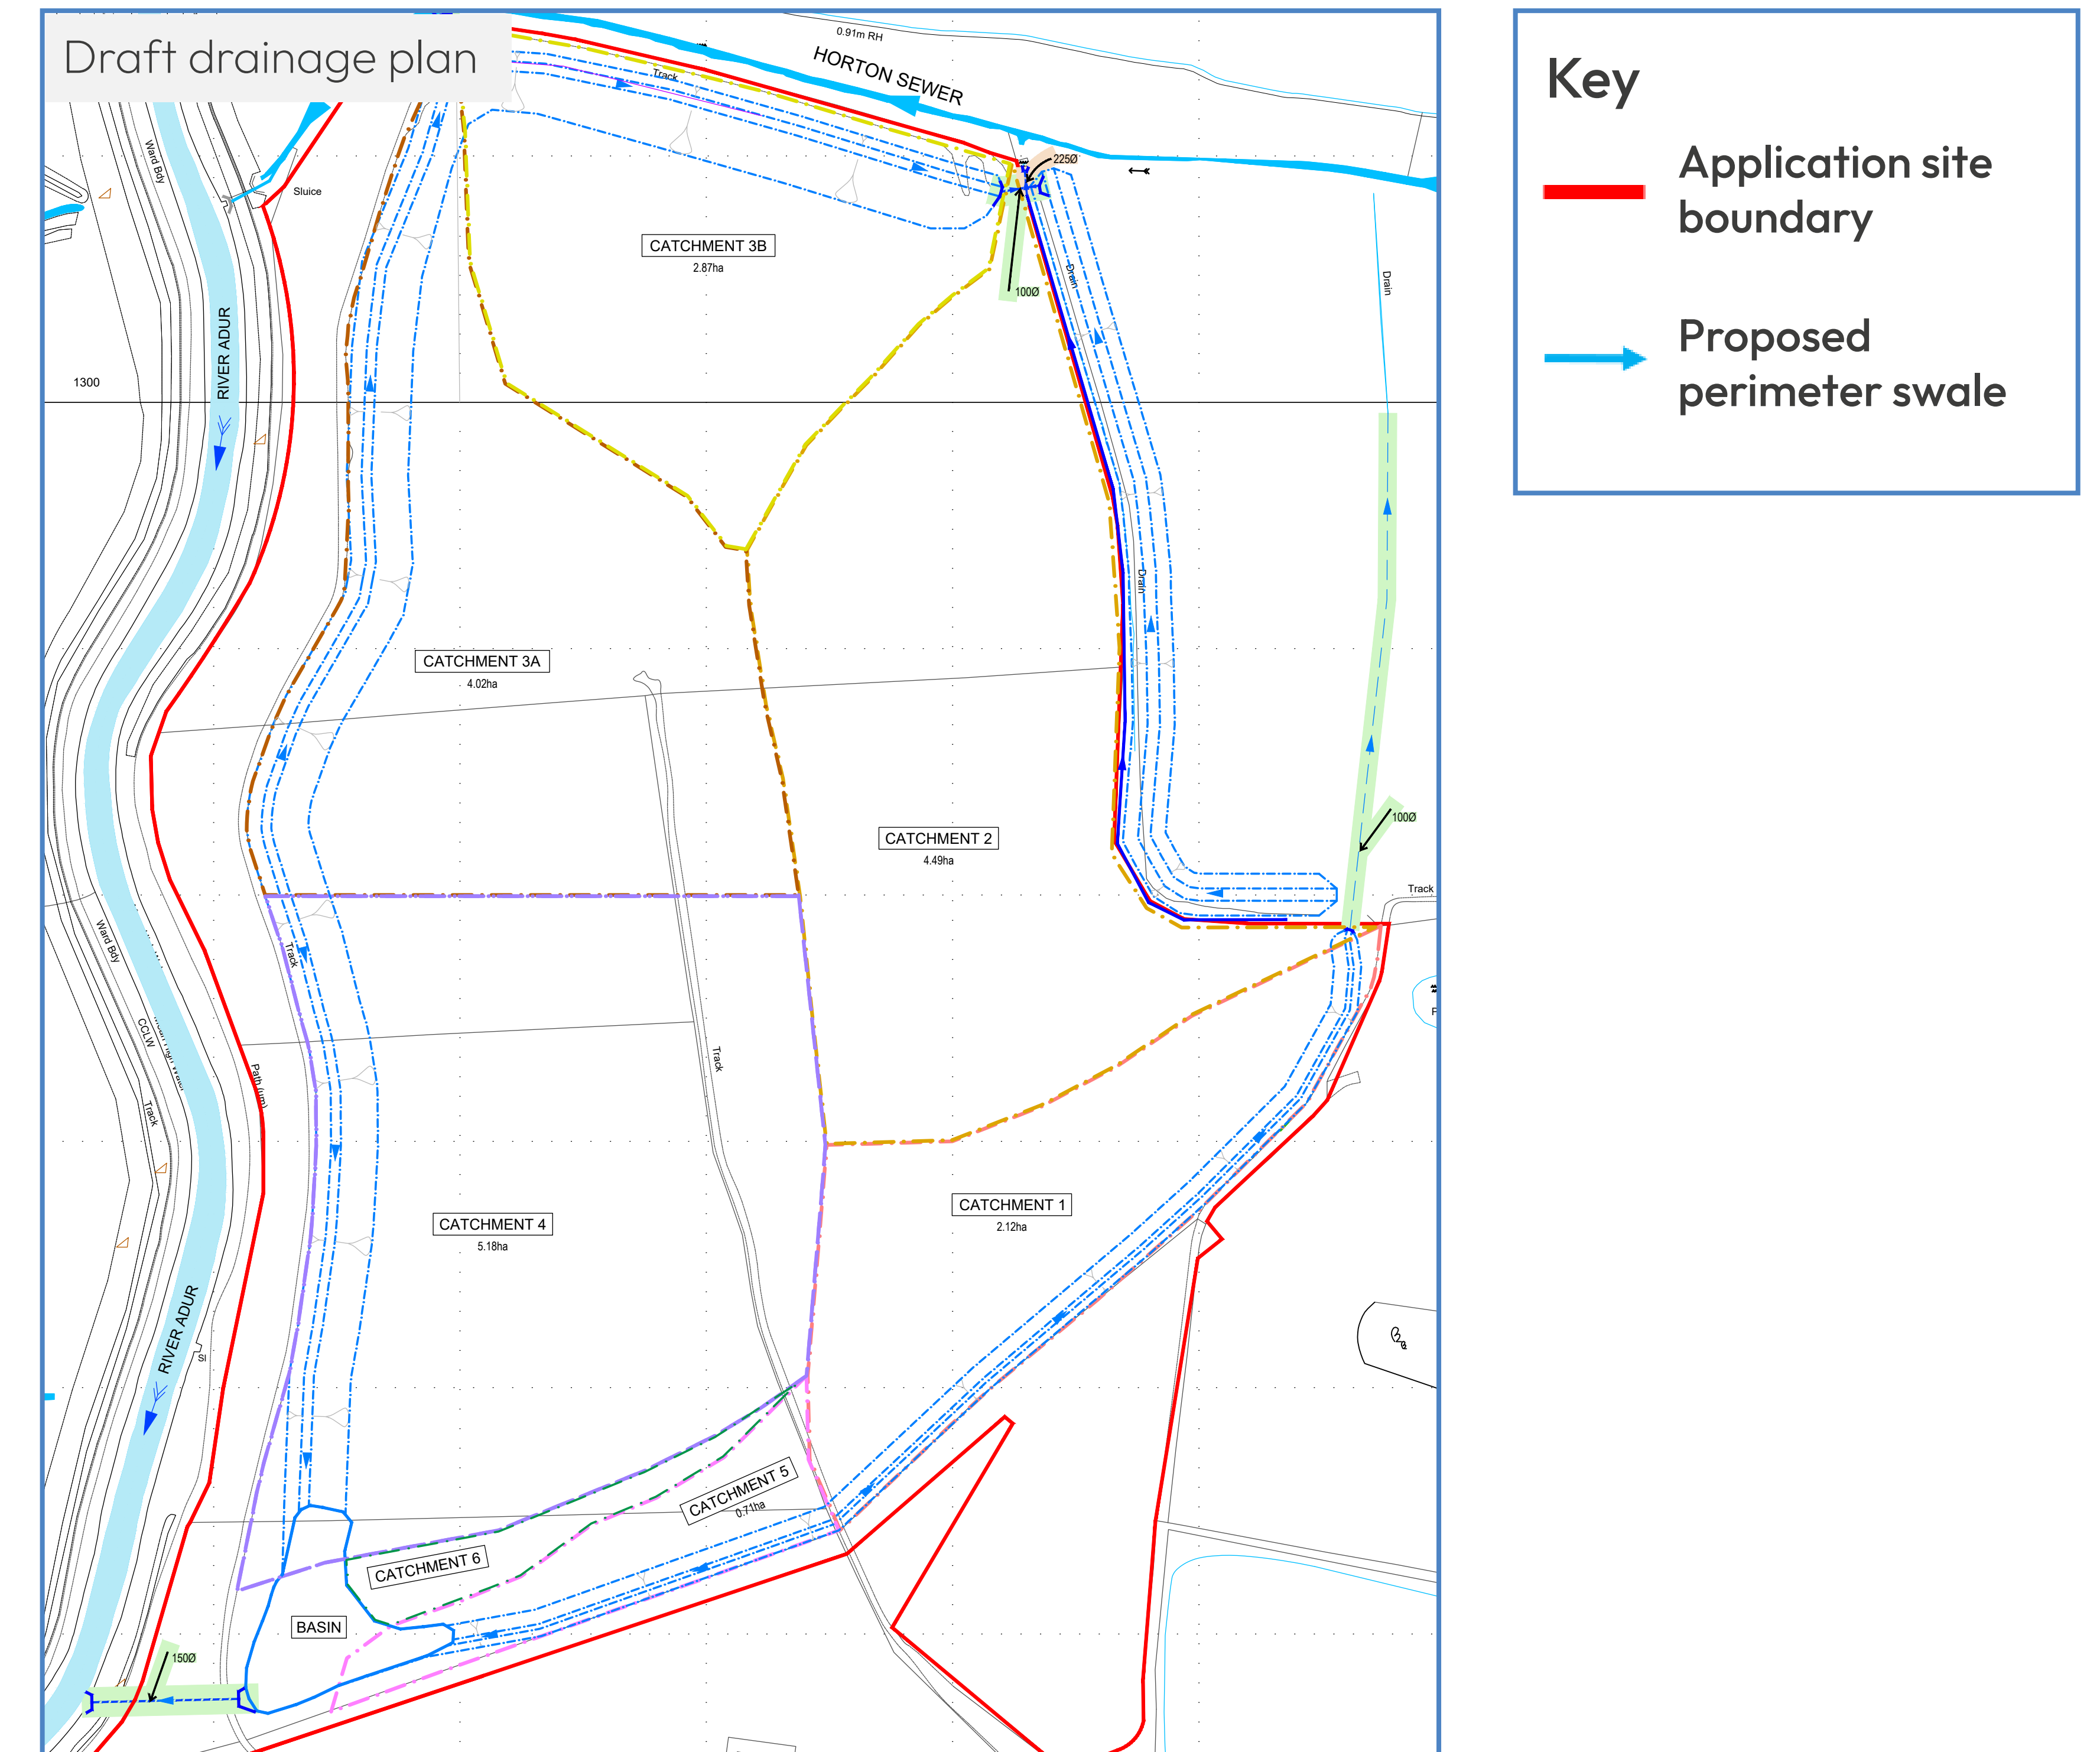 Draft drainage plan
0.91m RH
HORTON SEWER
Track
Ward Bdy
Sluice
225Ø
CATCHMENT 3B
2.87ha
100Ø
Drain
Drain
RIVER ADUR
1300
Drain
CATCHMENT 3A
4.02ha
CATCHMENT 2
4.49ha
100Ø
Track
Ward Bdy
Track
CCLW
Track
Path (um)
Track
CATCHMENT 1
2.12ha
CATCHMENT 4
5.18ha
RIVER ADUR
SI
CATCHMENT 5
0.71ha
CATCHMENT 6
BASIN
150Ø
Key
Application site
boundary
Proposed
perimeter swale